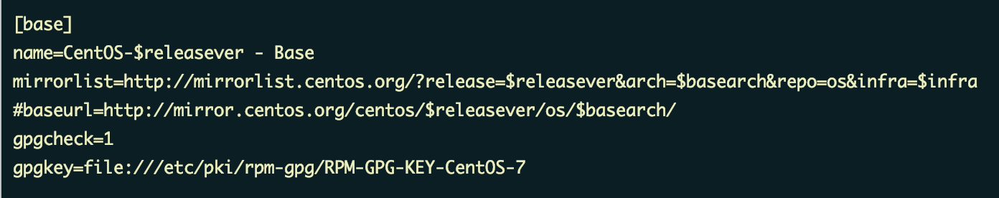 [base]
name=CentOS-$releasever - Base
mirrorlist=http://mirrorlist.centos.org/?release=$releasever&arch=$basearch&repo=os&infra=$infra
#baseurl=http://mirror.centos.org/centos/$releasever/os/$basearch/
gpgcheck=1
gpgkey=file:///etc/pki/rpm-gpg/RPM-GPG-KEY-CentOS-7